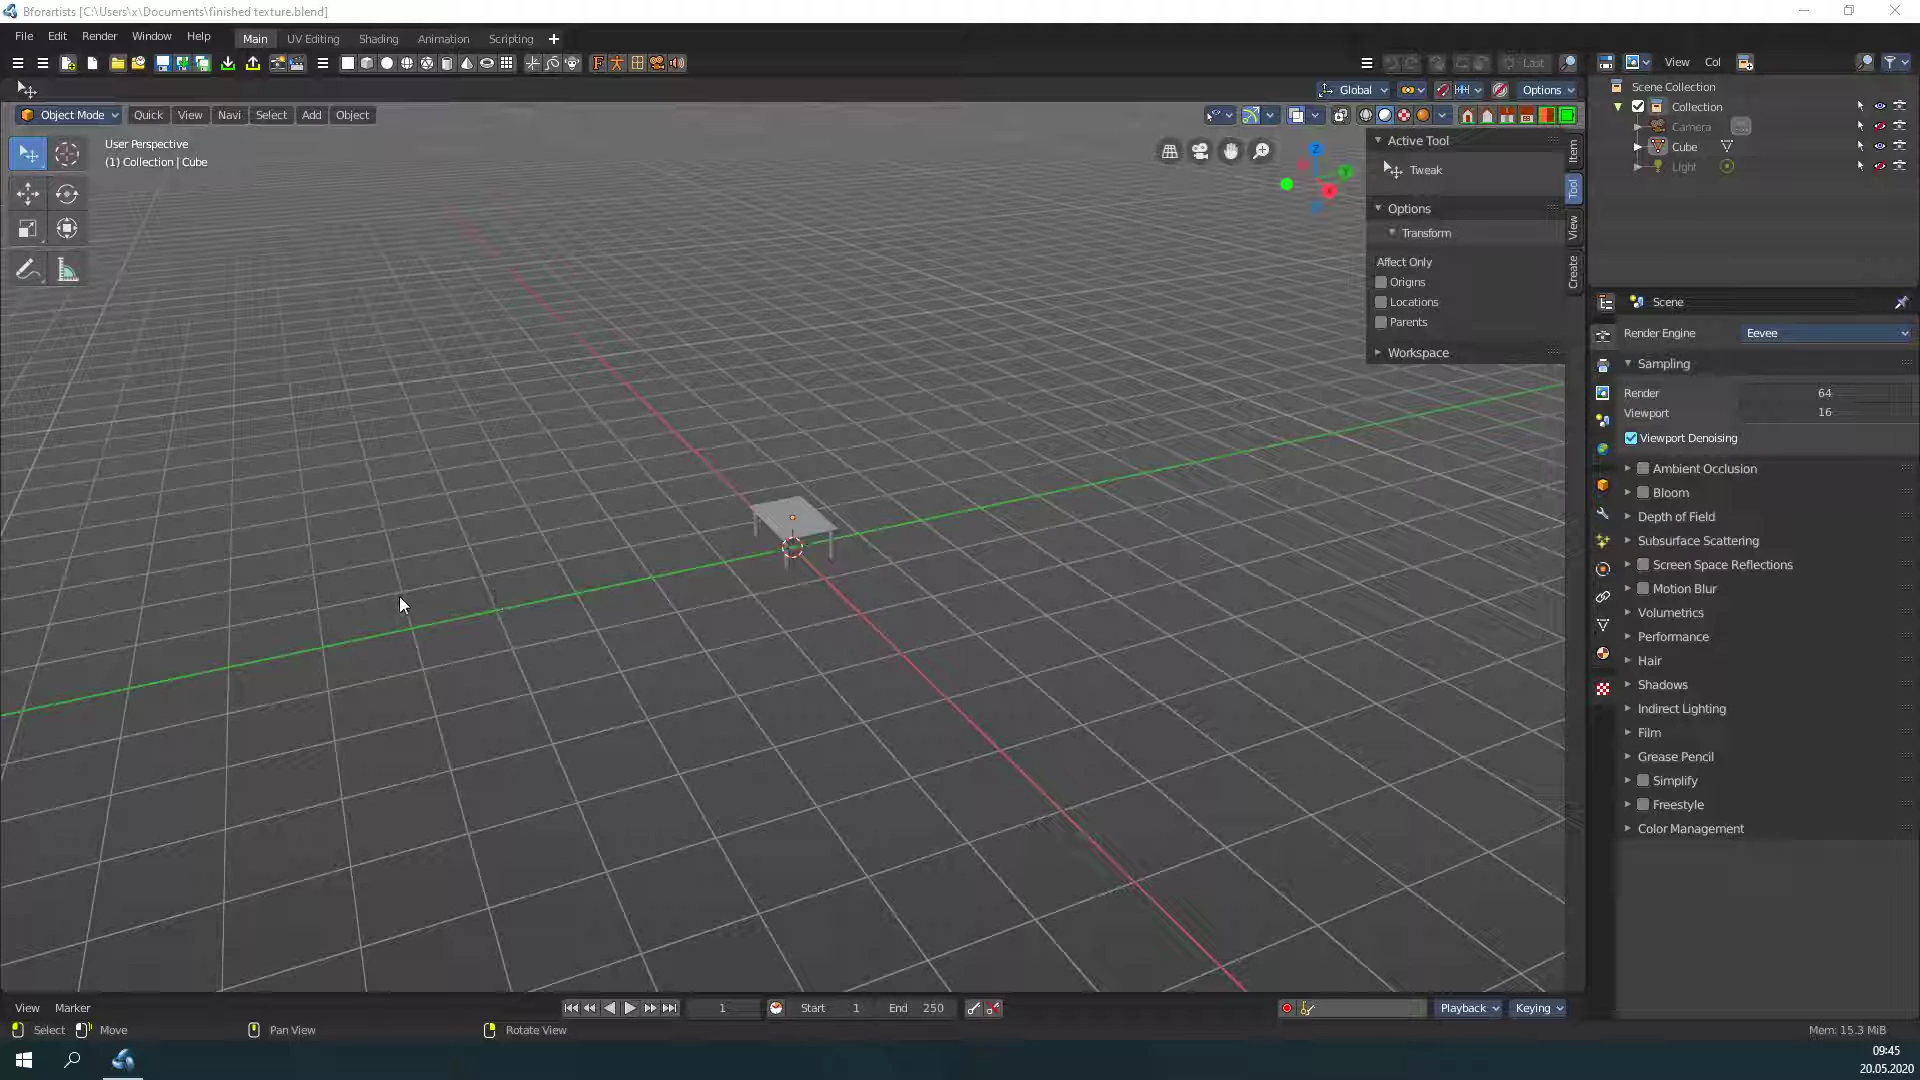 Bforartists [C:\Users\x\Documents\finished texture.blend]
File Edit Render Window Help
Main UV Editing Shading Animation Scripting
Last
View Col
Global
Options
Object Mode Quick View Navi Select Add Object
User Perspective
(1) Collection | Cube
Z
Y
X
Active Tool
Tweak
Options
Transform
Affect Only
Origins
Locations
Parents
Workspace
Item
Tool
View
Create
Scene Collection
Collection
Camera
Cube
Light
Scene
Render Engine Eevee
Sampling
Render 64
Viewport 16
Viewport Denoising
Ambient Occlusion
Bloom
Depth of Field
Subsurface Scattering
Screen Space Reflections
Motion Blur
Volumetrics
Performance
Hair
Shadows
Indirect Lighting
Film
Grease Pencil
Simplify
Freestyle
Color Management
View Marker
1
Start 1 End 250
Playback Keying
Select Move Pan View Rotate View
Mem: 15.3 MiB
09:45
20.05.2020